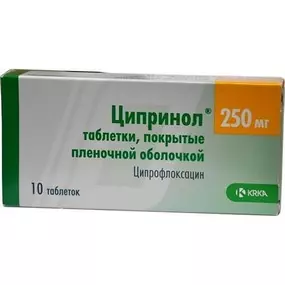 Ципринол® 250 мг
таблетки, покрытые
пленочной оболочкой
Ципрофлоксацин
10 таблеток
KRKA